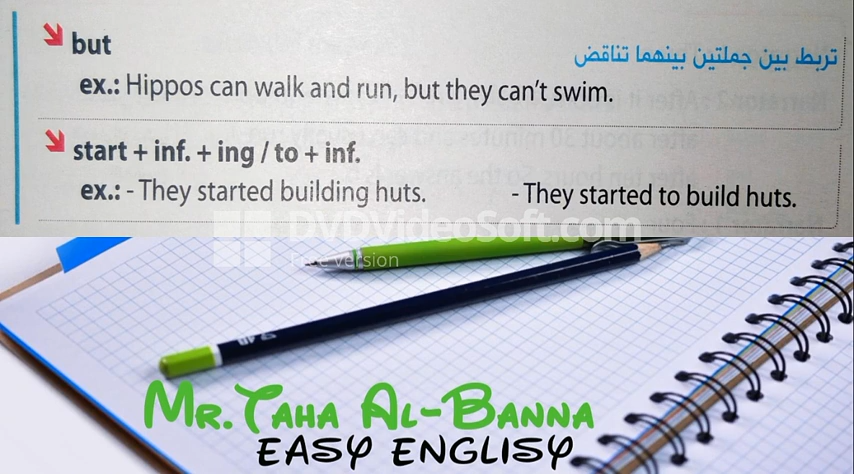 but
تربط بين جملتين بينهما تناقض
ex.: Hippos can walk and run, but they can't swim.
start + inf. + ing / to + inf.
ex.: - They started building huts. - They started to build huts.
DVDVideoSoft.com
Free version
4B
Mr. Taha Al-Banna
EASY ENGLISY